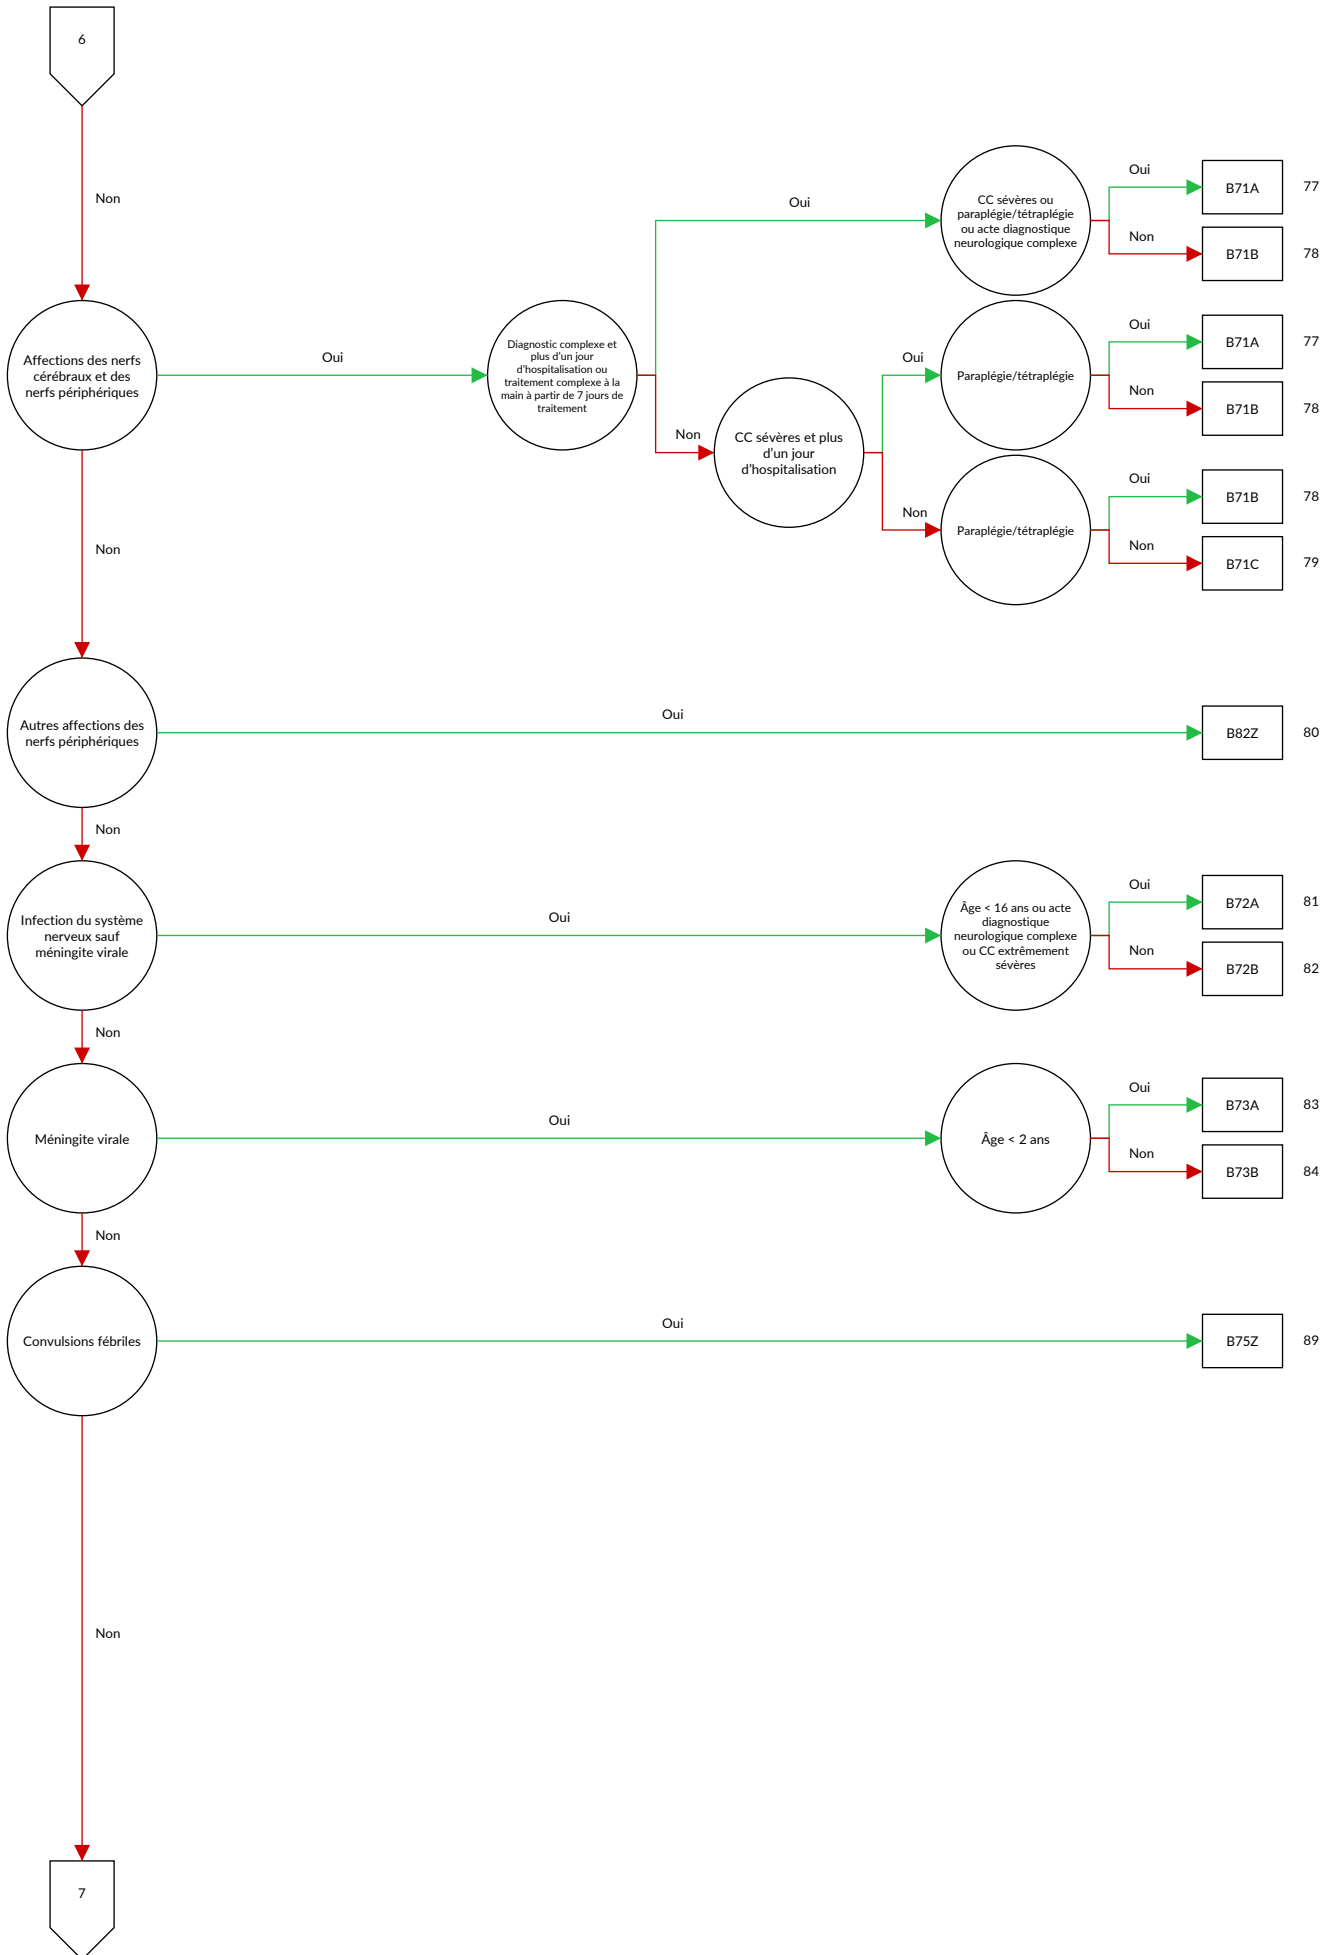 6
Non
Oui
CC sévères ou
paraplégie/tétraplégie
ou acte diagnostique
neurologique complexe
Oui
B71A
77
Non
B71B
78
Affections des nerfs
cérébraux et des
nerfs périphériques
Oui
Diagnostic complexe et
plus d'un jour
d'hospitalisation ou
traitement complexe à la
main à partir de 7 jours de
traitement
Non
CC sévères et plus
d'un jour
d'hospitalisation
Oui
Paraplégie/tétraplégie
Oui
B71A
77
Non
B71B
78
Non
Paraplégie/tétraplégie
Oui
B71B
78
Non
B71C
79
Non
Autres affections des
nerfs périphériques
Oui
B82Z
80
Non
Infection du système
nerveux sauf
méningite virale
Oui
Âge < 16 ans ou acte
diagnostique
neurologique complexe
ou CC extrêmement
sévères
Oui
B72A
81
Non
B72B
82
Non
Méningite virale
Oui
Âge < 2 ans
Oui
B73A
83
Non
B73B
84
Non
Convulsions fébriles
Oui
B75Z
89
Non
7